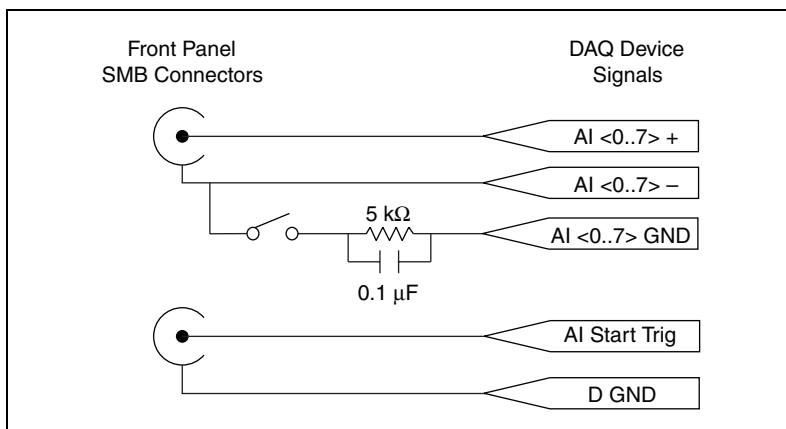 Front Panel
SMB Connectors
DAQ Device
Signals
AI <0..7> +
AI <0..7> –
5 kΩ
AI <0..7> GND
0.1 μF
AI Start Trig
D GND